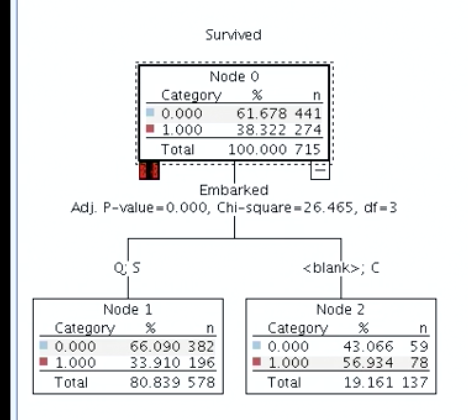 Survived
Node 0
Category % n
0.000 61.678 441
1.000 38.322 274
Total 100.000 715
Embarked
Adj. P-value=0.000, Chi-square=26.465, df=3
Q; S
<blank>; C
Node 1
Category % n
0.000 66.090 382
1.000 33.910 196
Total 80.839 578
Node 2
Category % n
0.000 43.066 59
1.000 56.934 78
Total 19.161 137